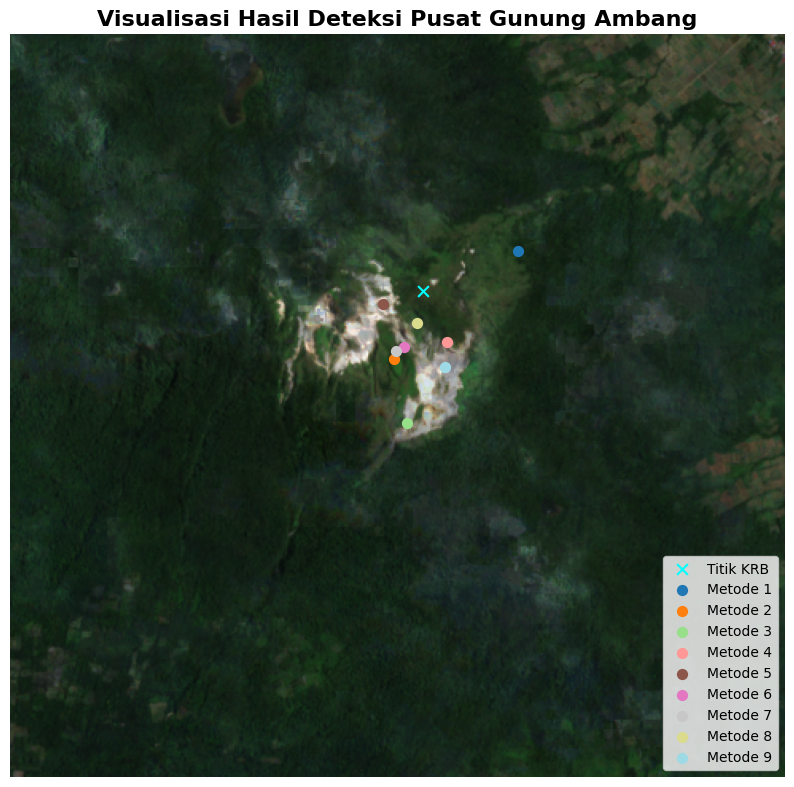 Visualisasi Hasil Deteksi Pusat Gunung Ambang
Titik KRB
Metode 1
Metode 2
Metode 3
Metode 4
Metode 5
Metode 6
Metode 7
Metode 8
Metode 9